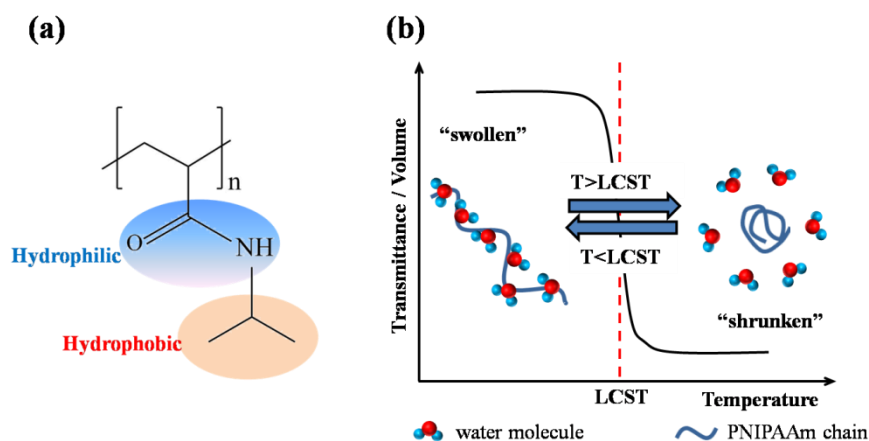 (a)
n
O
NH
Hydrophilic
Hydrophobic
(b)
Transmittance / Volume
“swollen”
T>LCST
T<LCST
“shrunken”
LCST
Temperature
water molecule
PNIPAAm chain